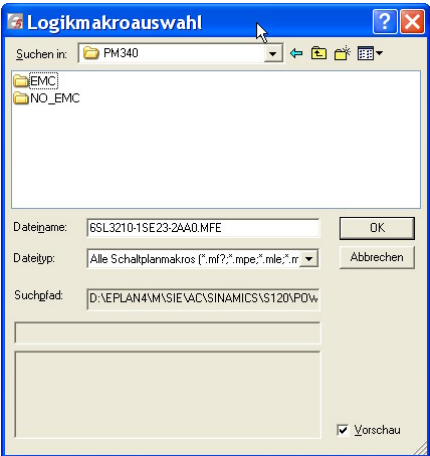 Logikmakroauswahl
Suchen in: PM340
EMC
NO_EMC
Dateiname: 6SL3210-1SE23-2AA0.MFE OK
Dateityp: Alle Schaltplanmakros (*.mf?;*.mpe;*.mle;*.m Abbrechen
Suchpfad: D:\EPLAN4\M\SIE\AC\SINAMICS\S120\POW
Vorschau